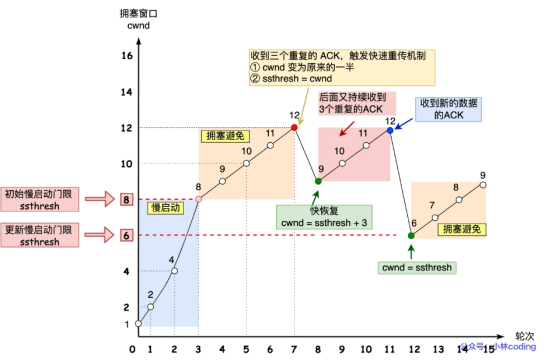 拥塞窗口
cwnd
收到三个重复的 ACK，触发快速重传机制
① cwnd 变为原来的一半
② ssthresh = cwnd
后面又持续收到
3个重复的ACK
收到新的数据
的ACK
16
12
10
8
6
4
2
1
初始慢启动门限
ssthresh
更新慢启动门限
ssthresh
慢启动
拥塞避免
2
4
8
9
10
11
12
9
10
11
12
快恢复
cwnd = ssthresh + 3
6
7
8
9
拥塞避免
cwnd = ssthresh
0 1 2 3 4 5 6 7 8 9 10 11 12 13 14 15
轮次
公众号：小林coding